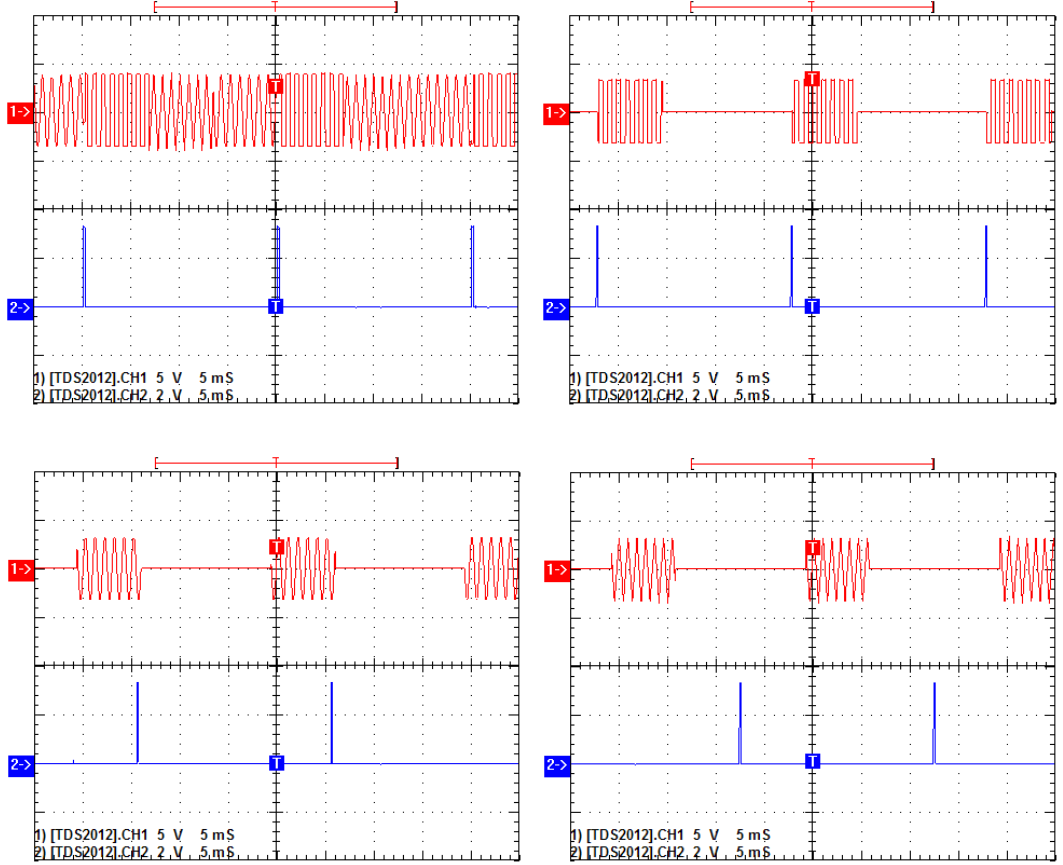 T T
1-> 1->
T T
2-> 2->
1) [TDS2012].CH1 5 V 5 mS
2) [TDS2012].CH2 2 V 5 mS
1) [TDS2012].CH1 5 V 5 mS
2) [TDS2012].CH2 2 V 5 mS
T T
1-> 1->
T T
2-> 2->
1) [TDS2012].CH1 5 V 5 mS
2) [TDS2012].CH2 2 V 5 mS
1) [TDS2012].CH1 5 V 5 mS
2) [TDS2012].CH2 2 V 5 mS